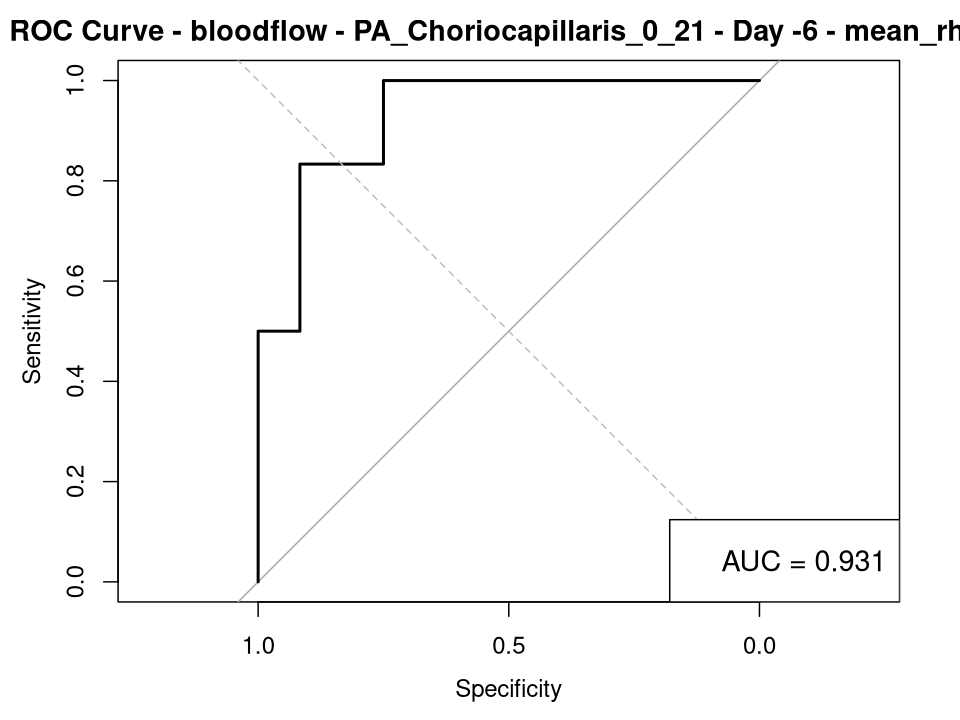 ROC Curve - bloodflow - PA_Choriocapillaris_0_21 - Day -6 - mean_rh
1.0
0.8
0.6
0.4
0.2
0.0
Sensitivity
AUC = 0.931
1.0 0.5 0.0
Specificity